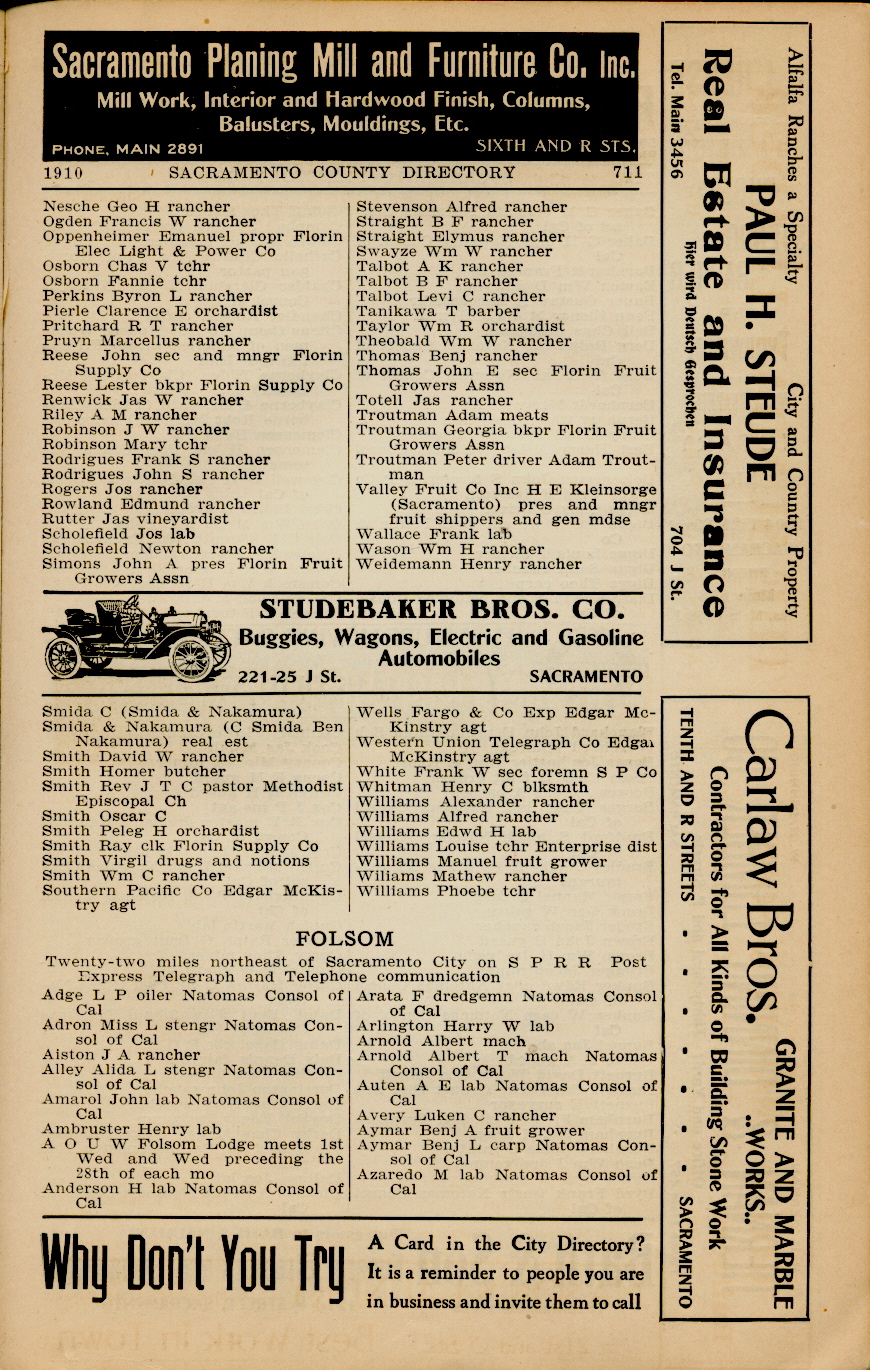 Sacramento Planing Mill and Furniture Co. Inc.
Mill Work, Interior and Hardwood Finish, Columns,
Balusters, Mouldings, Etc.
PHONE, MAIN 2891 SIXTH AND R STS.
1910 SACRAMENTO COUNTY DIRECTORY 711
Nesche Geo H rancher
Ogden Francis W rancher
Oppenheimer Emanuel propr Florin
Elec Light & Power Co
Osborn Chas V tchr
Osborn Fannie tchr
Perkins Byron L rancher
Pierle Clarence E orchardist
Pritchard R T rancher
Pruyn Marcellus rancher
Reese John sec and mngr Florin
Supply Co
Reese Lester bkpr Florin Supply Co
Renwick Jas W rancher
Riley A M rancher
Robinson J W rancher
Robinson Mary tchr
Rodrigues Frank S rancher
Rodrigues John S rancher
Rogers Jos rancher
Rowland Edmund rancher
Rutter Jas vineyardist
Scholefield Jos lab
Scholefield Newton rancher
Simons John A pres Florin Fruit
Growers Assn
Stevenson Alfred rancher
Straight B F rancher
Straight Elymus rancher
Swayze Wm W rancher
Talbot A K rancher
Talbot B F rancher
Talbot Levi C rancher
Tanikawa T barber
Taylor Wm R orchardist
Theobald Wm W rancher
Thomas Benj rancher
Thomas John E sec Florin Fruit
Growers Assn
Totell Jas rancher
Troutman Adam meats
Troutman Georgia bkpr Florin Fruit
Growers Assn
Troutman Peter driver Adam Trout-
man
Valley Fruit Co Inc H E Kleinsorge
(Sacramento) pres and mngr
fruit shippers and gen mdse
Wallace Frank lab
Wason Wm H rancher
Weidemann Henry rancher
STUDEBAKER BROS. CO.
Buggies, Wagons, Electric and Gasoline
Automobiles
221-25 J St. SACRAMENTO
Smida C (Smida & Nakamura)
Smida & Nakamura (C Smida Ben
Nakamura) real est
Smith David W rancher
Smith Homer butcher
Smith Rev J T C pastor Methodist
Episcopal Ch
Smith Oscar C
Smith Peleg H orchardist
Smith Ray clk Florin Supply Co
Smith Virgil drugs and notions
Smith Wm C rancher
Southern Pacific Co Edgar McKis-
try agt
Wells Fargo & Co Exp Edgar Mc-
Kinstry agt
Western Union Telegraph Co Edgar
McKinstry agt
White Frank W sec foremn S P Co
Whitman Henry C blksmth
Williams Alexander rancher
Williams Alfred rancher
Williams Edwd H lab
Williams Louise tchr Enterprise dist
Williams Manuel fruit grower
Wiliams Mathew rancher
Williams Phoebe tchr
FOLSOM
Twenty-two miles northeast of Sacramento City on S P R R Post
Express Telegraph and Telephone communication
Adge L P oiler Natomas Consol of
Cal
Adron Miss L stengr Natomas Con-
sol of Cal
Aiston J A rancher
Alley Alida L stengr Natomas Con-
sol of Cal
Amarol John lab Natomas Consol of
Cal
Ambruster Henry lab
A O U W Folsom Lodge meets 1st
Wed and Wed preceding the
28th of each mo
Anderson H lab Natomas Consol of
Cal
Arata F dredgemn Natomas Consol
of Cal
Arlington Harry W lab
Arnold Albert mach
Arnold Albert T mach Natomas
Consol of Cal
Auten A E lab Natomas Consol of
Cal
Avery Luken C rancher
Aymar Benj A fruit grower
Aymar Benj L carp Natomas Con-
sol of Cal
Azaredo M lab Natomas Consol of
Cal
Why Don't You Try
A Card in the City Directory?
It is a reminder to people you are
in business and invite them to call
Alfalfa Ranches a Specialty City and Country Property
PAUL H. STEUDE
Real Estate and Insurance
Hier wird Deutsch Gesprochen
Tel. Main 3456 704 J St.
Carlaw Bros. GRANITE AND MARBLE
..WORKS..
Contractors for All Kinds of Building Stone Work
TENTH AND R STREETS . . . . . . . SACRAMENTO